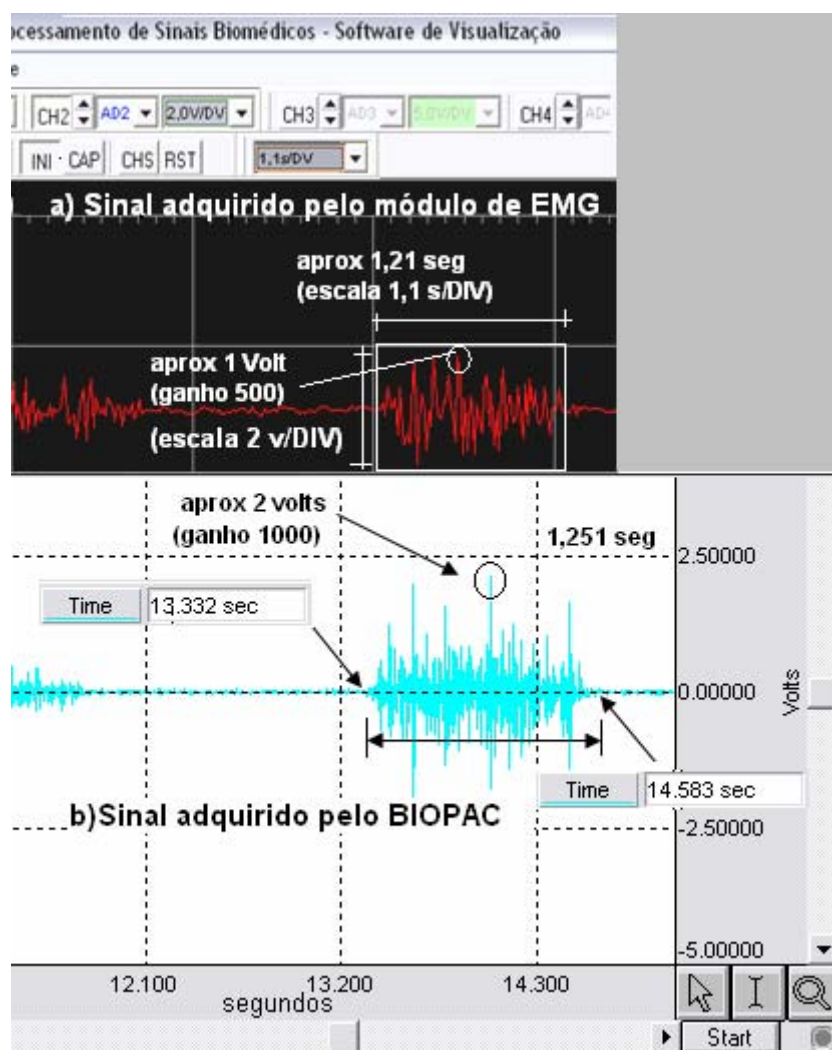 ocessamento de Sinais Biomédicos - Software de Visualização
e
CH2 AD2 2,0V/DV CH3 AD3 5,0V/DV CH4
INI CAP CHS RST 1,1s/DV
a) Sinal adquirido pelo módulo de EMG
aprox 1,21 seg
(escala 1,1 s/DIV)
aprox 1 Volt
(ganho 500)
(escala 2 v/DIV)
aprox 2 volts
(ganho 1000)
1,251 seg
2.50000
Time 13.332 sec
0.00000
Volts
Time 14.583 sec
b)Sinal adquirido pelo BIOPAC
-2.50000
-5.00000
12.100 13.200 14.300
segundos
Start